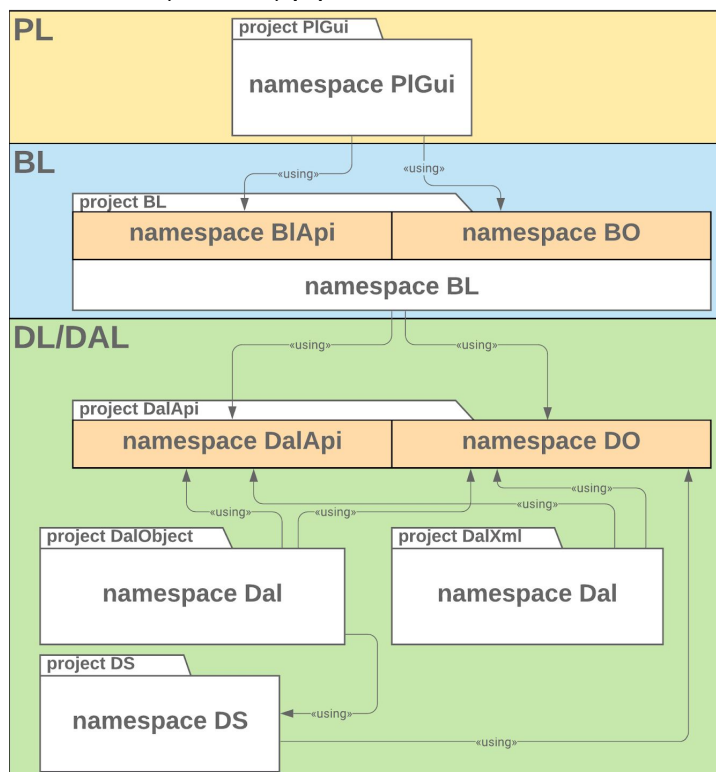 PL
project PlGui
namespace PlGui
«using»
«using»
BL
project BL
namespace BlApi
namespace BO
namespace BL
DL/DAL
«using»
«using»
project DalApi
namespace DalApi
namespace DO
«using»
«using»
«using»
project DalObject
namespace Dal
project DalXml
namespace Dal
project DS
namespace DS
«using»
«using»